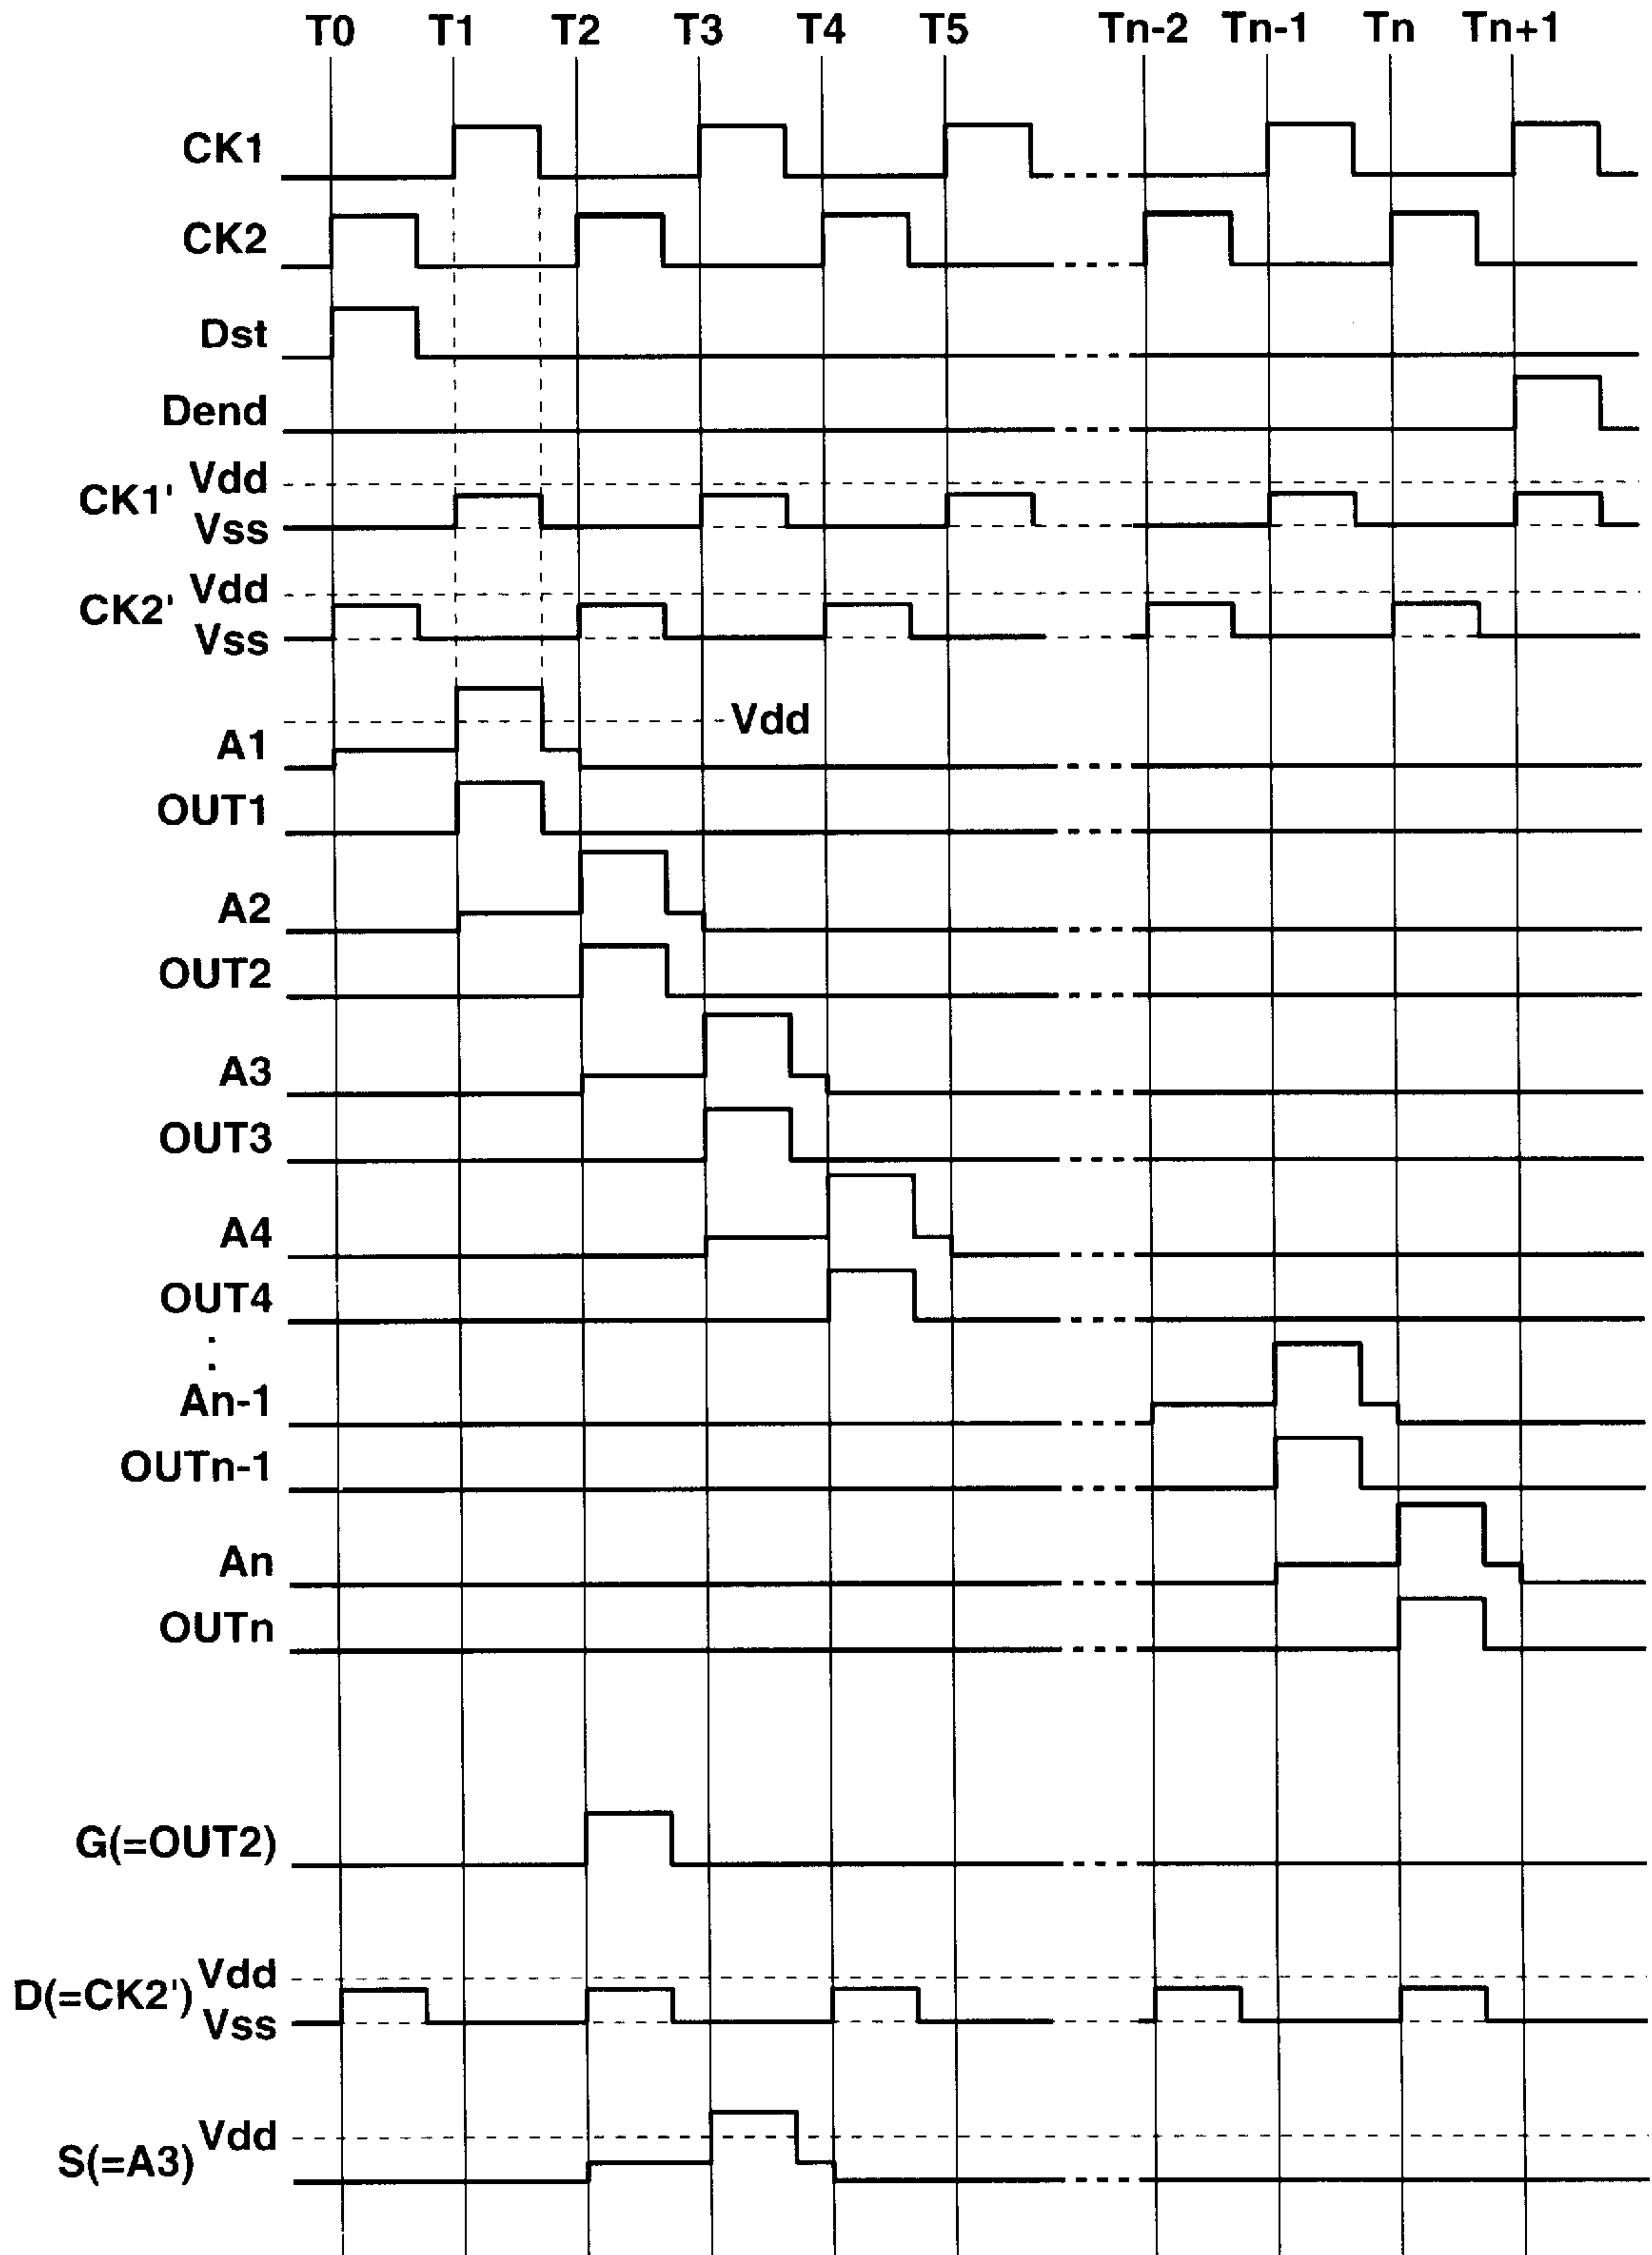 T0 T1 T2 T3 T4 T5 Tn-2 Tn-1 Tn Tn+1
CK1
CK2
Dst
Dend
Vdd
CK1'
Vss
Vdd
CK2'
Vss
Vdd
A1
OUT1
A2
OUT2
A3
OUT3
A4
OUT4
:
An-1
OUTn-1
An
OUTn
G(=OUT2)
Vdd
D(=CK2')
Vss
Vdd
S(=A3)